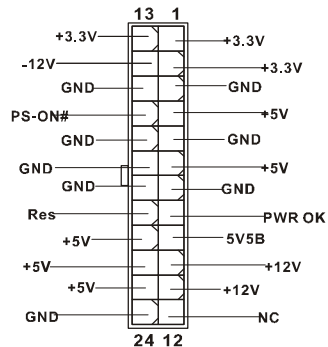 13 1
+3.3V +3.3V
-12V +3.3V
GND GND
PS-ON# +5V
GND GND
GND +5V
GND GND
Res PWR OK
+5V 5V5B
+5V +12V
+5V +12V
GND NC
24 12